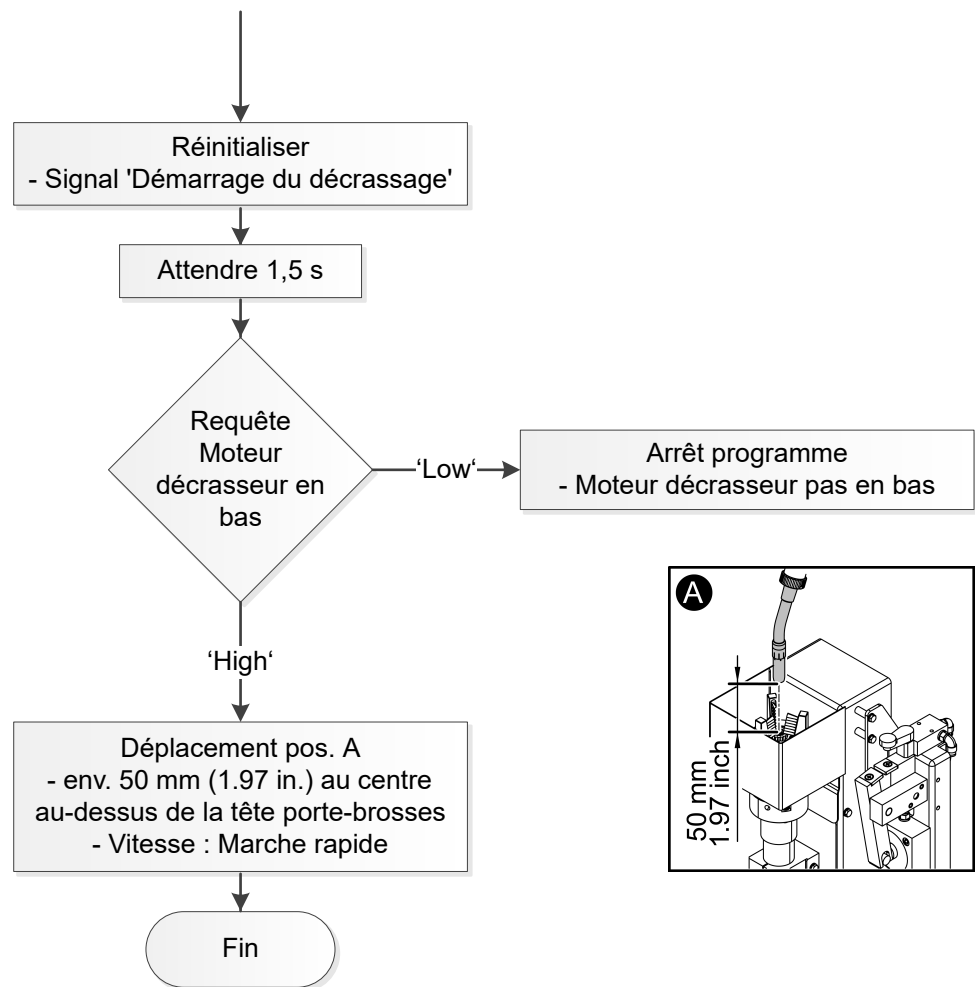 Réinitialiser
- Signal 'Démarrage du décrassage'
Attendre 1,5 s
Requête
Moteur
décrasseur en
bas
‘Low‘
Arrêt programme
- Moteur décrasseur pas en bas
‘High‘
Déplacement pos. A
- env. 50 mm (1.97 in.) au centre
au-dessus de la tête porte-brosses
- Vitesse : Marche rapide
Fin
A
50 mm
1.97 inch